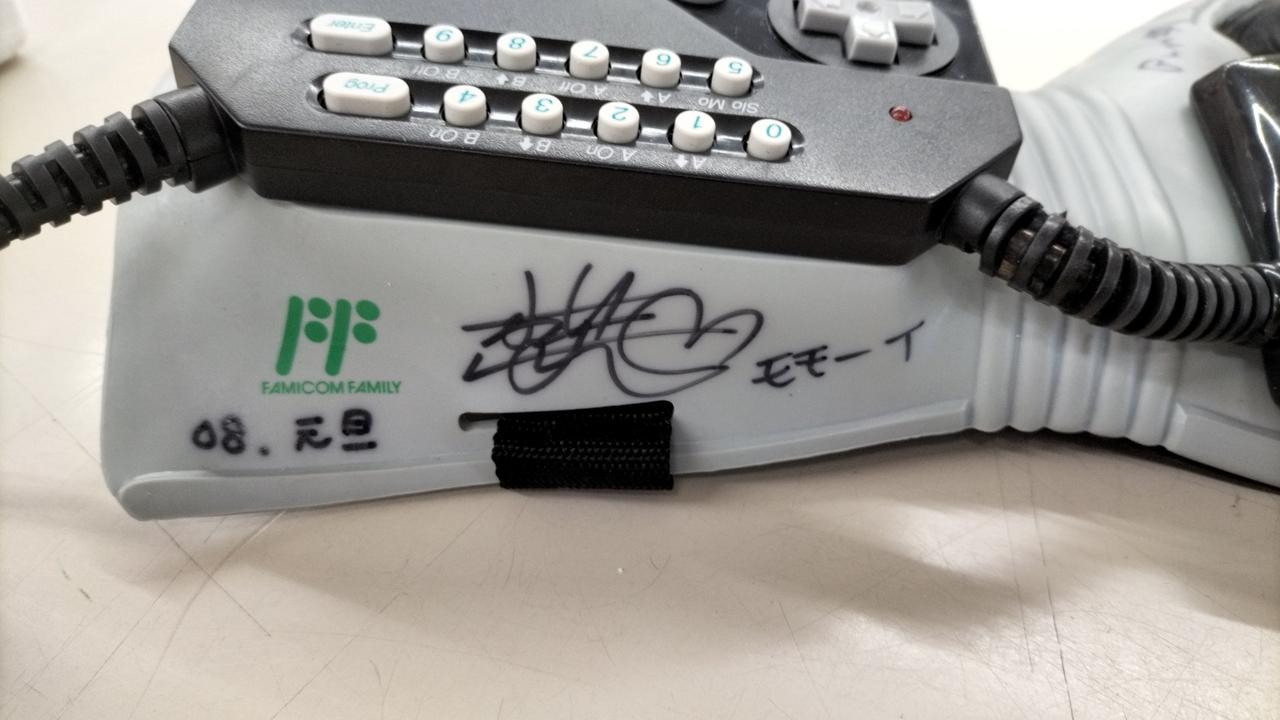 Enter 9 8 7 6 5
B Off B A Off A Slo Mo
Prog 4 3 2 1 0
B On B A On A
FAMICOM FAMILY
モモーイ
08.元旦